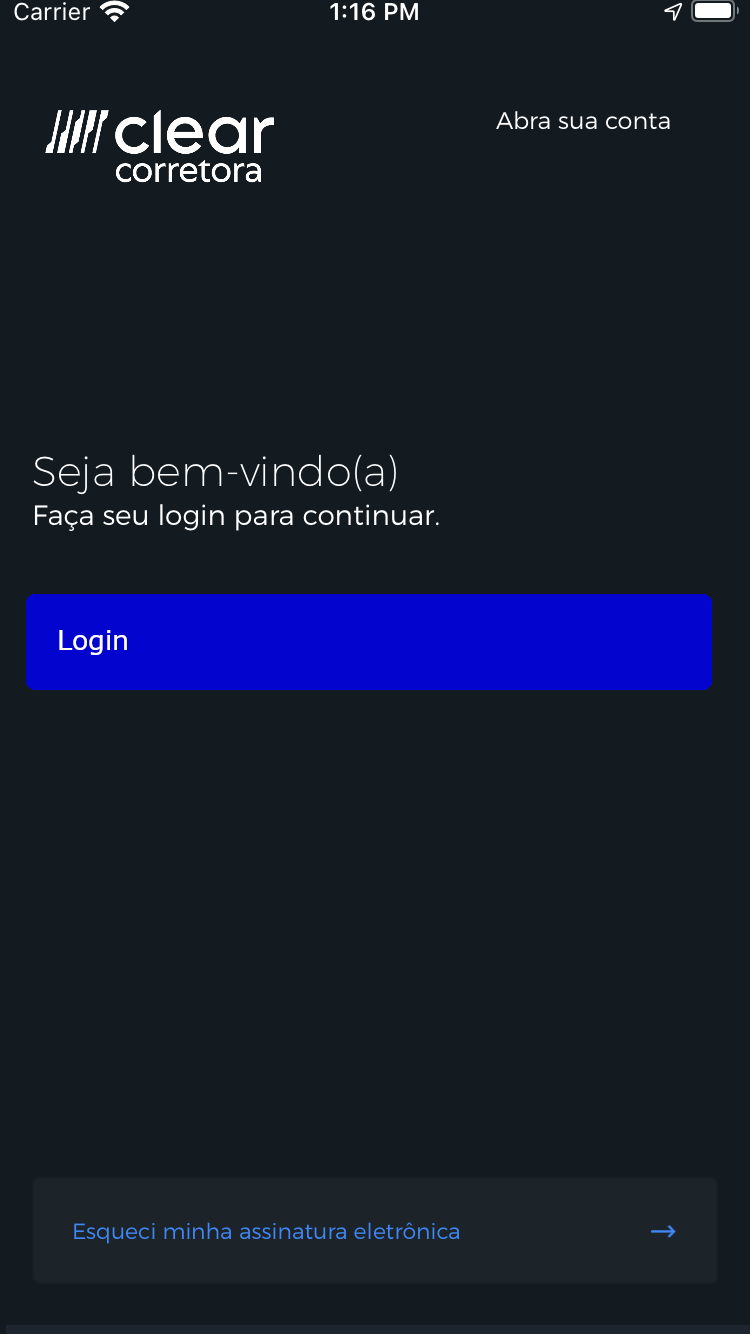 Carrier 1:16 PM
clear
corretora
Abra sua conta
Seja bem-vindo(a)
Faça seu login para continuar.
Login
Esqueci minha assinatura eletrônica →